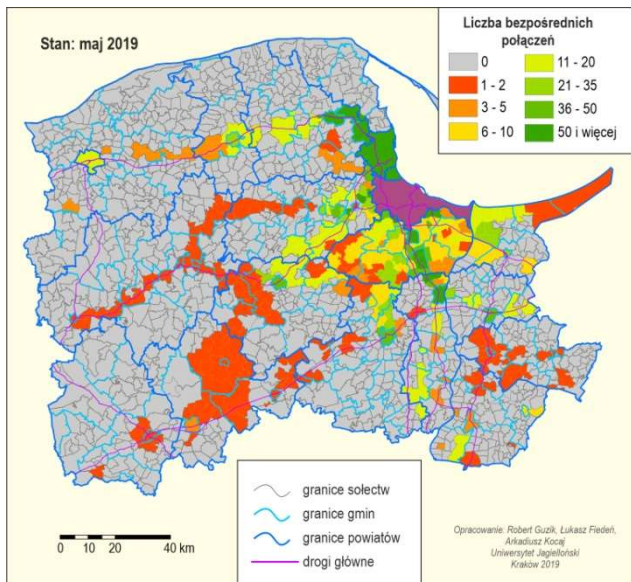 Stan: maj 2019
Liczba bezpośrednich
połączeń
0
1 - 2
3 - 5
6 - 10
11 - 20
21 - 35
36 - 50
50 i więcej
granice sołectw
granice gmin
granice powiatów
drogi główne
0 10 20 40 km
Opracowanie: Robert Guzik, Łukasz Fiedeń,
Arkadiusz Kocaj
Uniwersytet Jagielloński
Kraków 2019